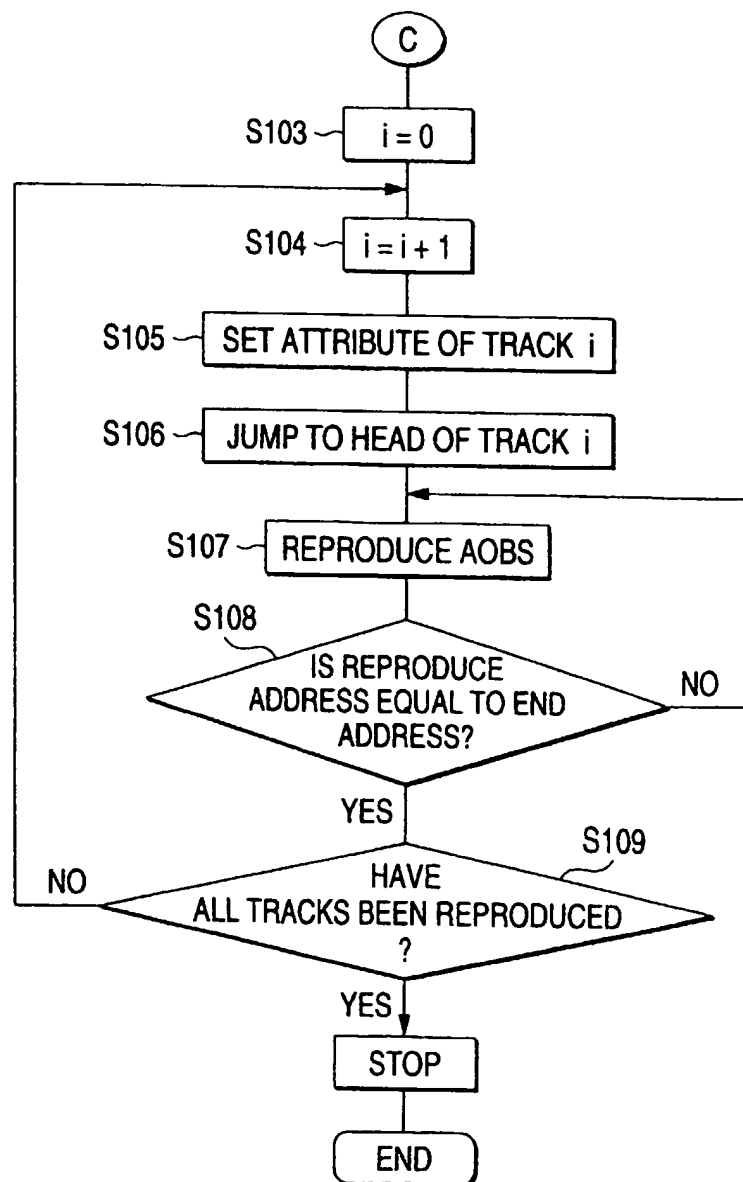 C
S103
i = 0
S104
i = i + 1
S105
SET ATTRIBUTE OF TRACK i
S106
JUMP TO HEAD OF TRACK i
S107
REPRODUCE AOBS
S108
IS REPRODUCE
ADDRESS EQUAL TO END
ADDRESS?
NO
YES
S109
HAVE
ALL TRACKS BEEN REPRODUCED
?
NO
YES
STOP
END